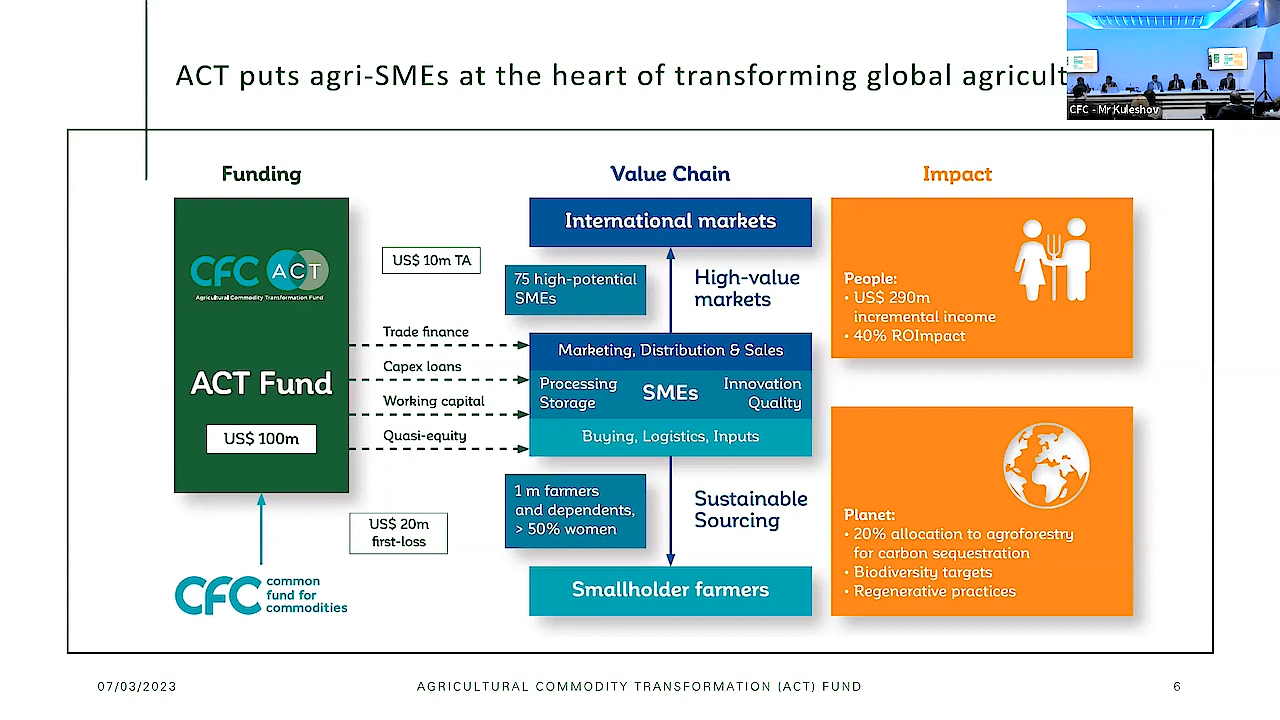 ACT puts agri-SMEs at the heart of transforming global
CFC - Mr Kuleshov
Funding
CFC ACT
Agricultural Commodity Transformation Fund
ACT Fund
US$ 100m
US$ 10m TA
Trade finance
Capex loans
Working capital
Quasi-equity
US$ 20m
first-loss
CFC common
fund for
commodities
Value Chain
International markets
75 high-potential
SMEs
High-value
markets
Marketing, Distribution & Sales
Processing
Storage
SMEs
Innovation
Quality
Buying, Logistics, Inputs
1 m farmers
and dependents,
> 50% women
Sustainable
Sourcing
Smallholder farmers
Impact
People:
• US$ 290m
incremental income
• 40% ROImpact
Planet:
• 20% allocation to agroforestry
for carbon sequestration
• Biodiversity targets
• Regenerative practices
07/03/2023
AGRICULTURAL COMMODITY TRANSFORMATION (ACT) FUND
6